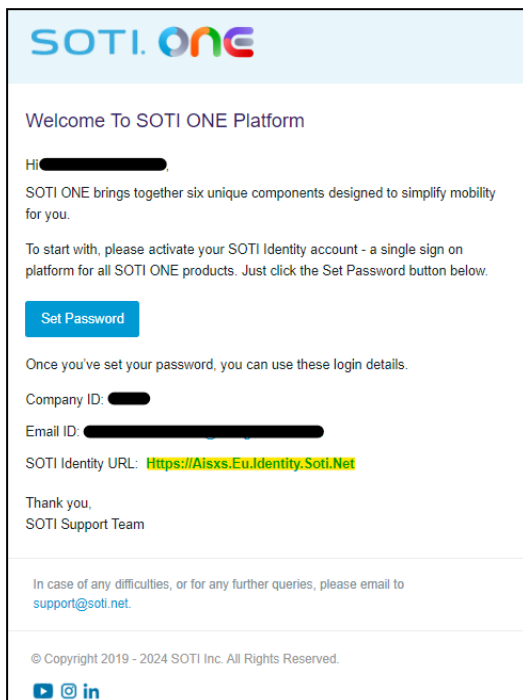 SOTI. ONE
Welcome To SOTI ONE Platform
Hi ,
SOTI ONE brings together six unique components designed to simplify mobility
for you.
To start with, please activate your SOTI Identity account - a single sign on
platform for all SOTI ONE products. Just click the Set Password button below.
Set Password
Once you've set your password, you can use these login details.
Company ID:
Email ID:
SOTI Identity URL: Https://Aisxs.Eu.Identity.Soti.Net
Thank you,
SOTI Support Team
In case of any difficulties, or for any further queries, please email to
support@soti.net.
© Copyright 2019 - 2024 SOTI Inc. All Rights Reserved.
in